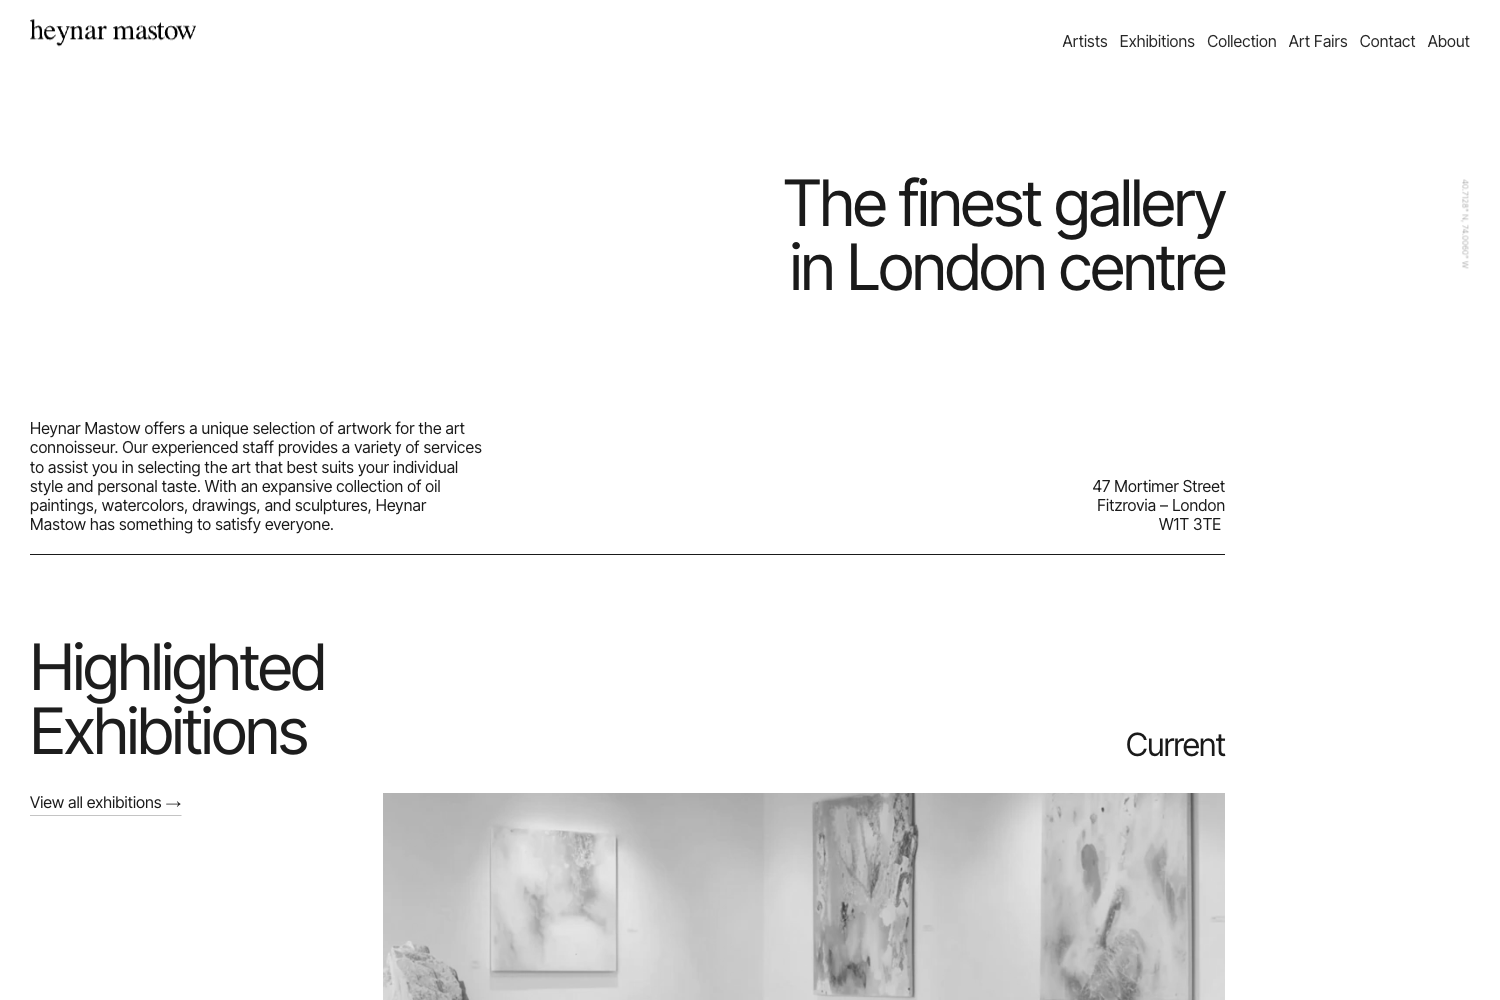 heynar mastow
Artists Exhibitions Collection Art Fairs Contact About
The finest gallery
in London centre
40.7128° N, 74.0060° W
Heynar Mastow offers a unique selection of artwork for the art
connoisseur. Our experienced staff provides a variety of services
to assist you in selecting the art that best suits your individual
style and personal taste. With an expansive collection of oil
paintings, watercolors, drawings, and sculptures, Heynar
Mastow has something to satisfy everyone.
47 Mortimer Street
Fitzrovia – London
W1T 3TE
Highlighted
Exhibitions
Current
View all exhibitions →